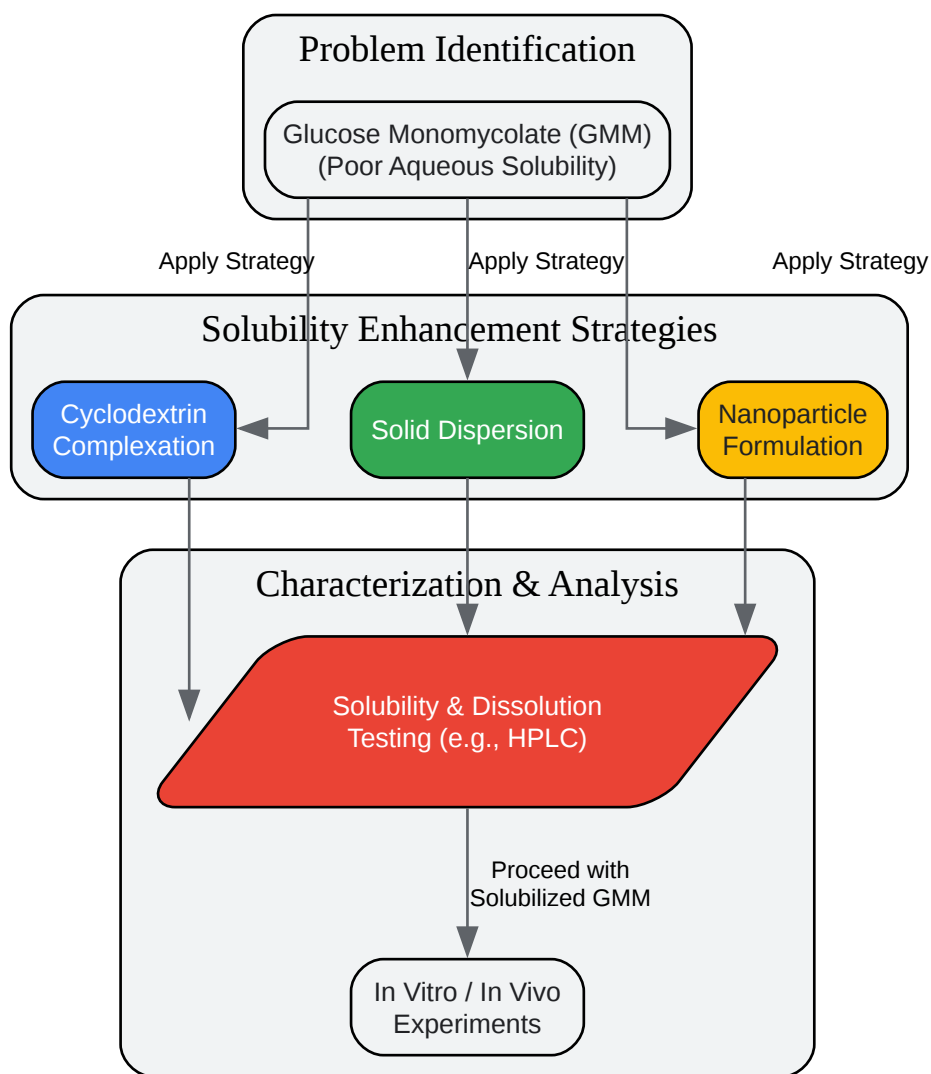 Problem Identification
Glucose Monomycolate (GMM)
(Poor Aqueous Solubility)
Apply Strategy
Apply Strategy
Apply Strategy
Solubility Enhancement Strategies
Cyclodextrin
Complexation
Solid Dispersion
Nanoparticle
Formulation
Characterization & Analysis
Solubility & Dissolution
Testing (e.g., HPLC)
Proceed with
Solubilized GMM
In Vitro / In Vivo
Experiments